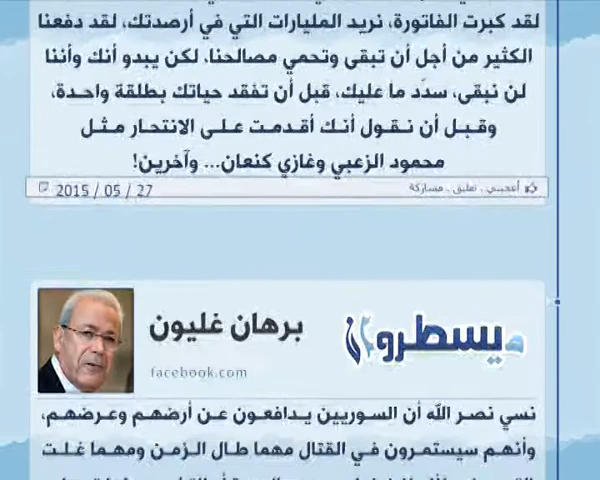 لقد كبرت الفاتورة، نريد المليارات التي في أرصدتك، لقد دفعنا
الكثير من أجل أن تبقى وتحمي مصالحنا، لكن يبدو أنك وأننا
لن نبقى، سدّد ما عليك، قبل أن تفقد حياتك بطلقة واحدة،
وقبل أن نقول أنك أقدمت على الانتحار مثل
محمود الزعبي وغازي كنعان... وآخرين!
أعجبني . تعليق . مشاركة
27 / 05 / 2015
يسطرون
برهان غليون
facebook.com
نسي نصر الله أن السوريين يدافعون عن أرضهم وعرضهم،
وأنهم سيستمرون في القتال مهما طال الزمن ومهما غلت